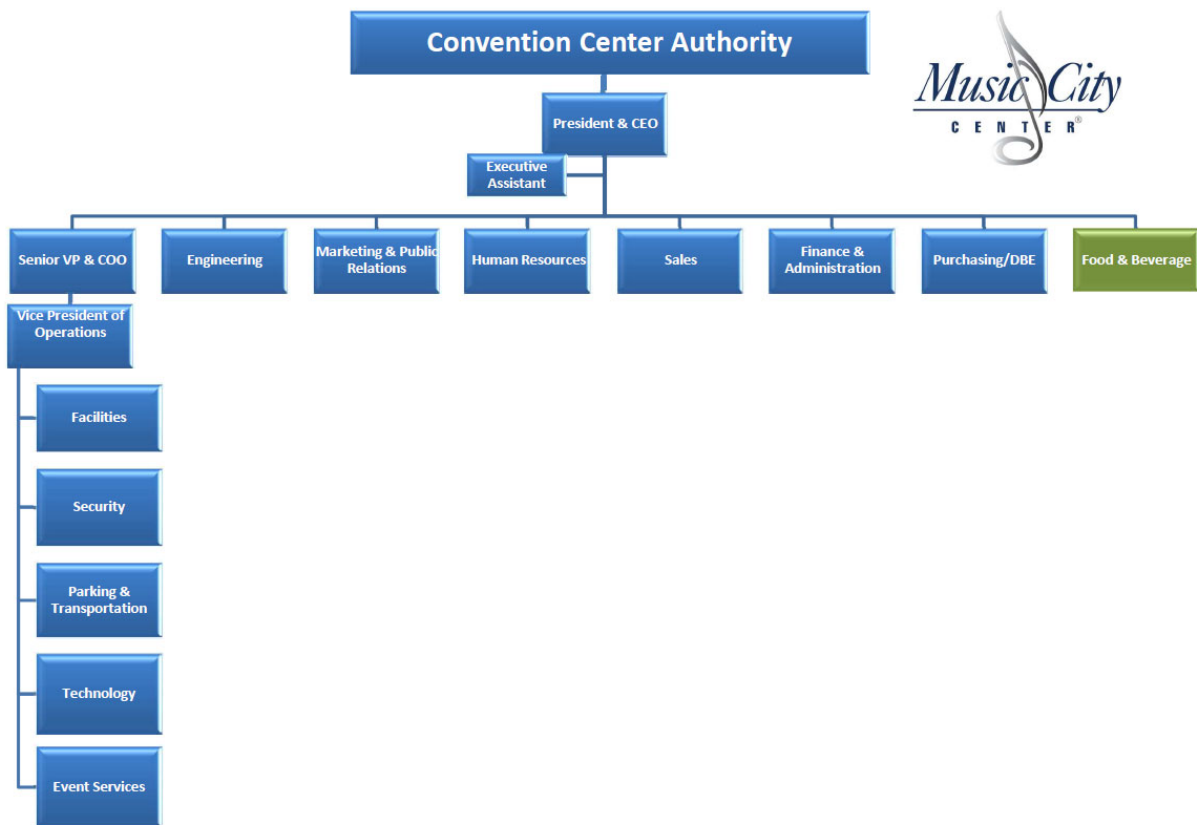 Convention Center Authority
Music City
CENTER®
President & CEO
Executive
Assistant
Senior VP & COO
Engineering
Marketing & Public
Relations
Human Resources
Sales
Finance &
Administration
Purchasing/DBE
Food & Beverage
Vice President of
Operations
Facilities
Security
Parking &
Transportation
Technology
Event Services